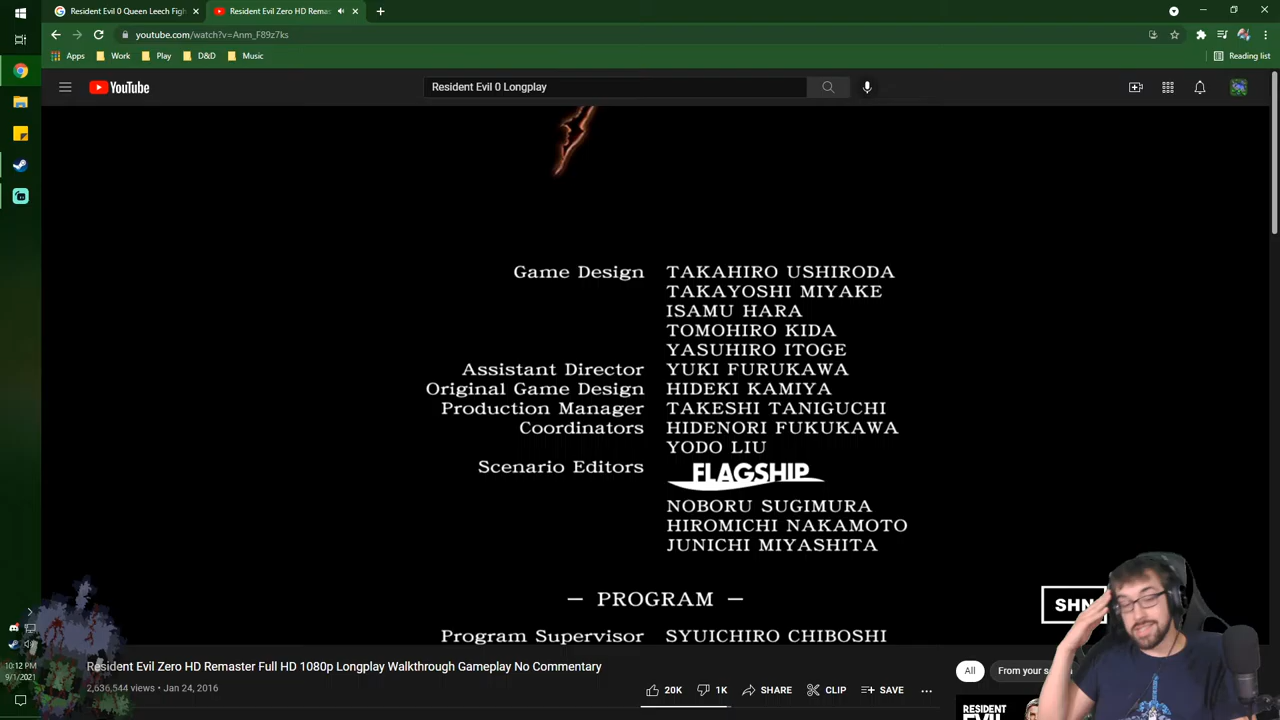 Resident Evil 0 Queen Leech Figh
Resident Evil Zero HD Remas
youtube.com/watch?v=Anm_F89z7ks
Apps Work Play D&D Music Reading list
YouTube Resident Evil 0 Longplay
Game Design TAKAHIRO USHIRODA
TAKAYOSHI MIYAKE
ISAMU HARA
TOMOHIRO KIDA
YASUHIRO ITOGE
Assistant Director YUKI FURUKAWA
Original Game Design HIDEKI KAMIYA
Production Manager TAKESHI TANIGUCHI
Coordinators HIDENORI FUKUKAWA
YODO LIU
Scenario Editors FLAGSHIP
NOBORU SUGIMURA
HIROMICHI NAKAMOTO
JUNICHI MIYASHITA
— PROGRAM —
SHN
Program Supervisor SYUICHIRO CHIBOSHI
10:12 PM
9/1/2021
Resident Evil Zero HD Remaster Full HD 1080p Longplay Walkthrough Gameplay No Commentary
2,636,544 views • Jan 24, 2016
20K 1K SHARE CLIP SAVE
All From your s
RESIDENT
EVIL